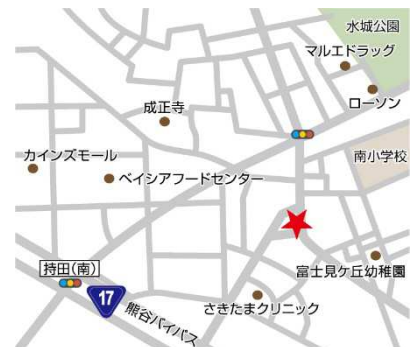 水城公園
マルエドラッグ
ローソン
成正寺
南小学校
カインズモール
ベイシアフードセンター
富士見ケ丘幼稚園
持田(南)
17
熊谷バイパス
さきたまクリニック